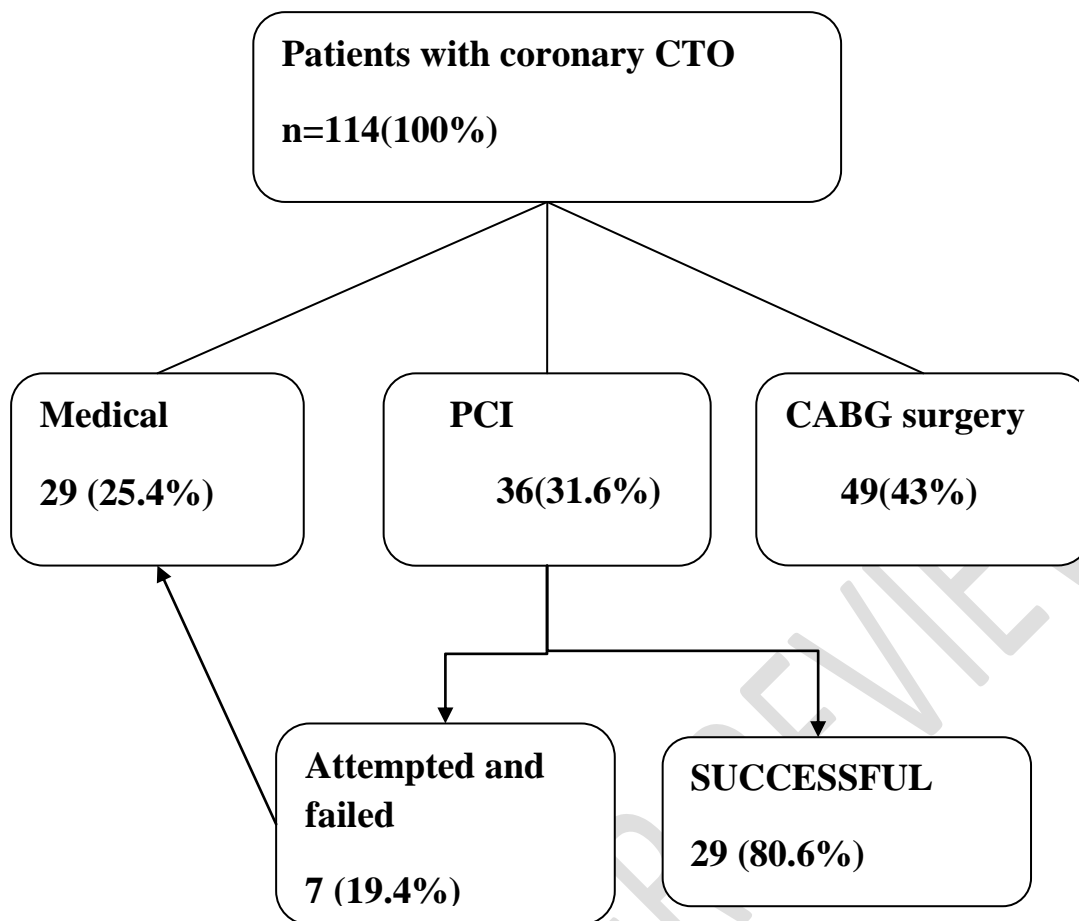 Patients with coronary CTO
n=114(100%)
Medical
29 (25.4%)
PCI
36(31.6%)
CABG surgery
49(43%)
Attempted and
failed
7 (19.4%)
SUCCESSFUL
29 (80.6%)